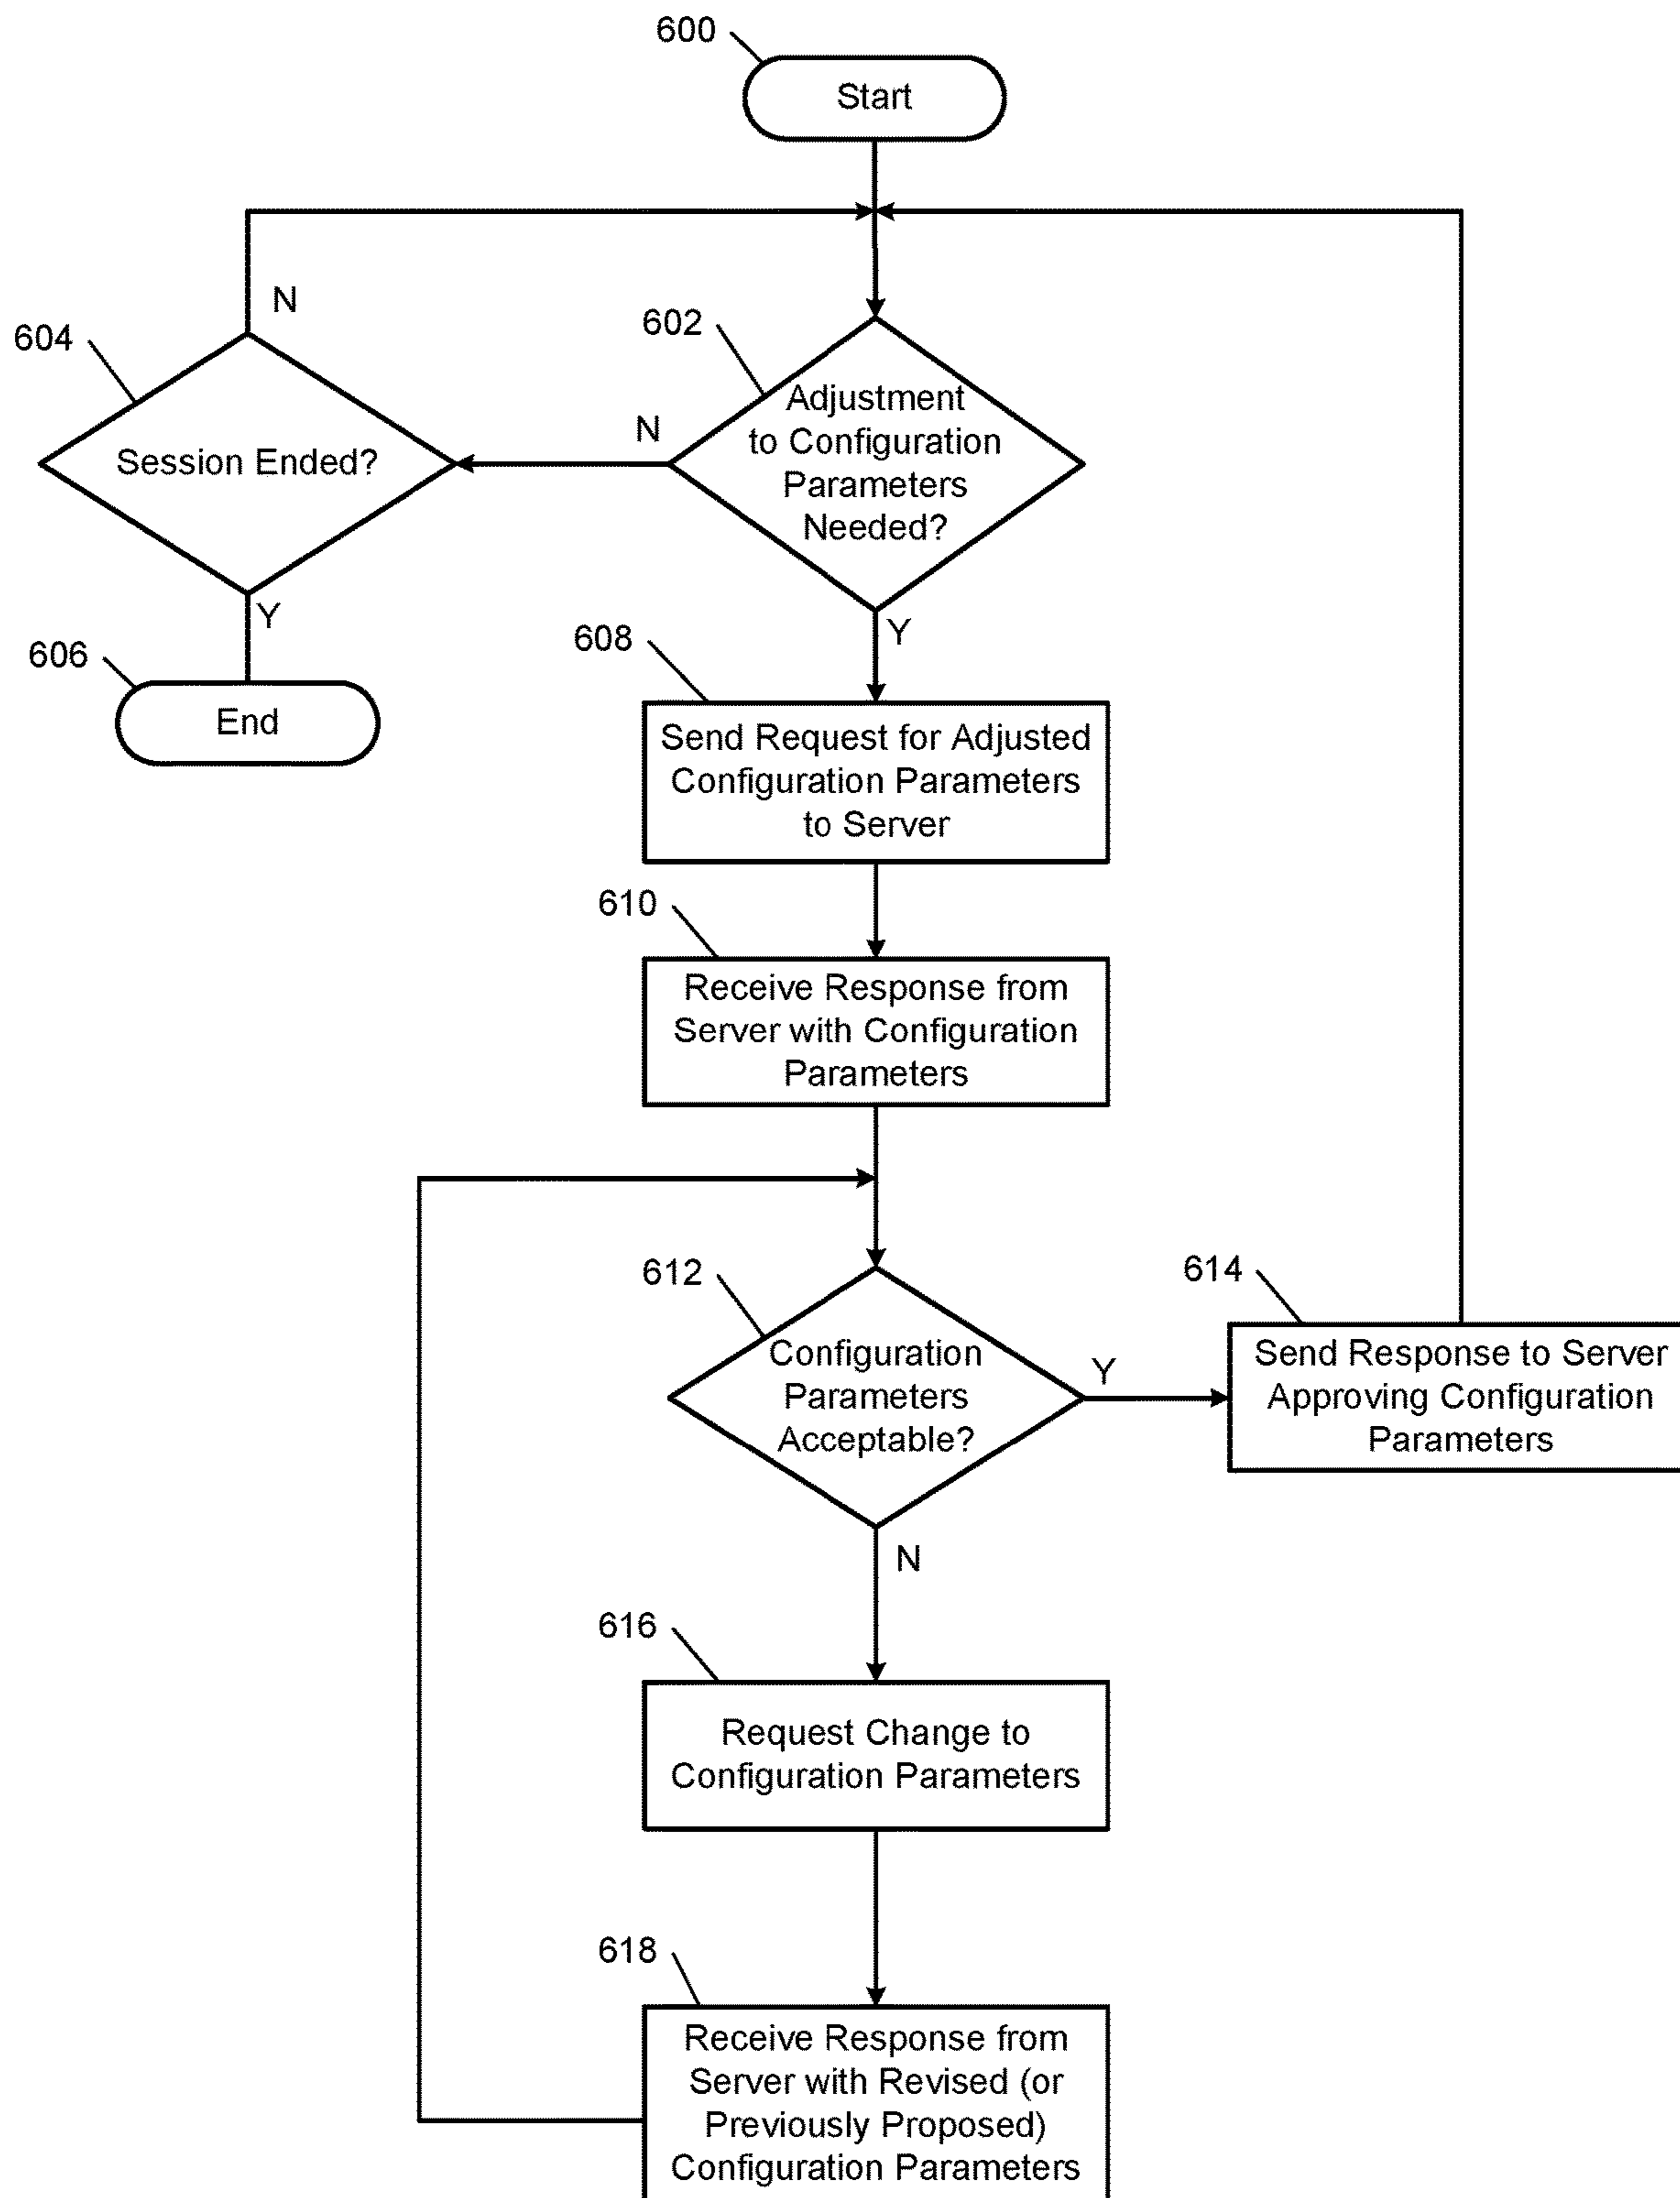 600
Start
N
604
602
Adjustment
to Configuration
Parameters
Needed?
N
Session Ended?
Y
Y
606
608
End
Send Request for Adjusted
Configuration Parameters
to Server
610
Receive Response from
Server with Configuration
Parameters
612
614
Configuration
Parameters
Acceptable?
Y
Send Response to Server
Approving Configuration
Parameters
N
616
Request Change to
Configuration Parameters
618
Receive Response from
Server with Revised (or
Previously Proposed)
Configuration Parameters